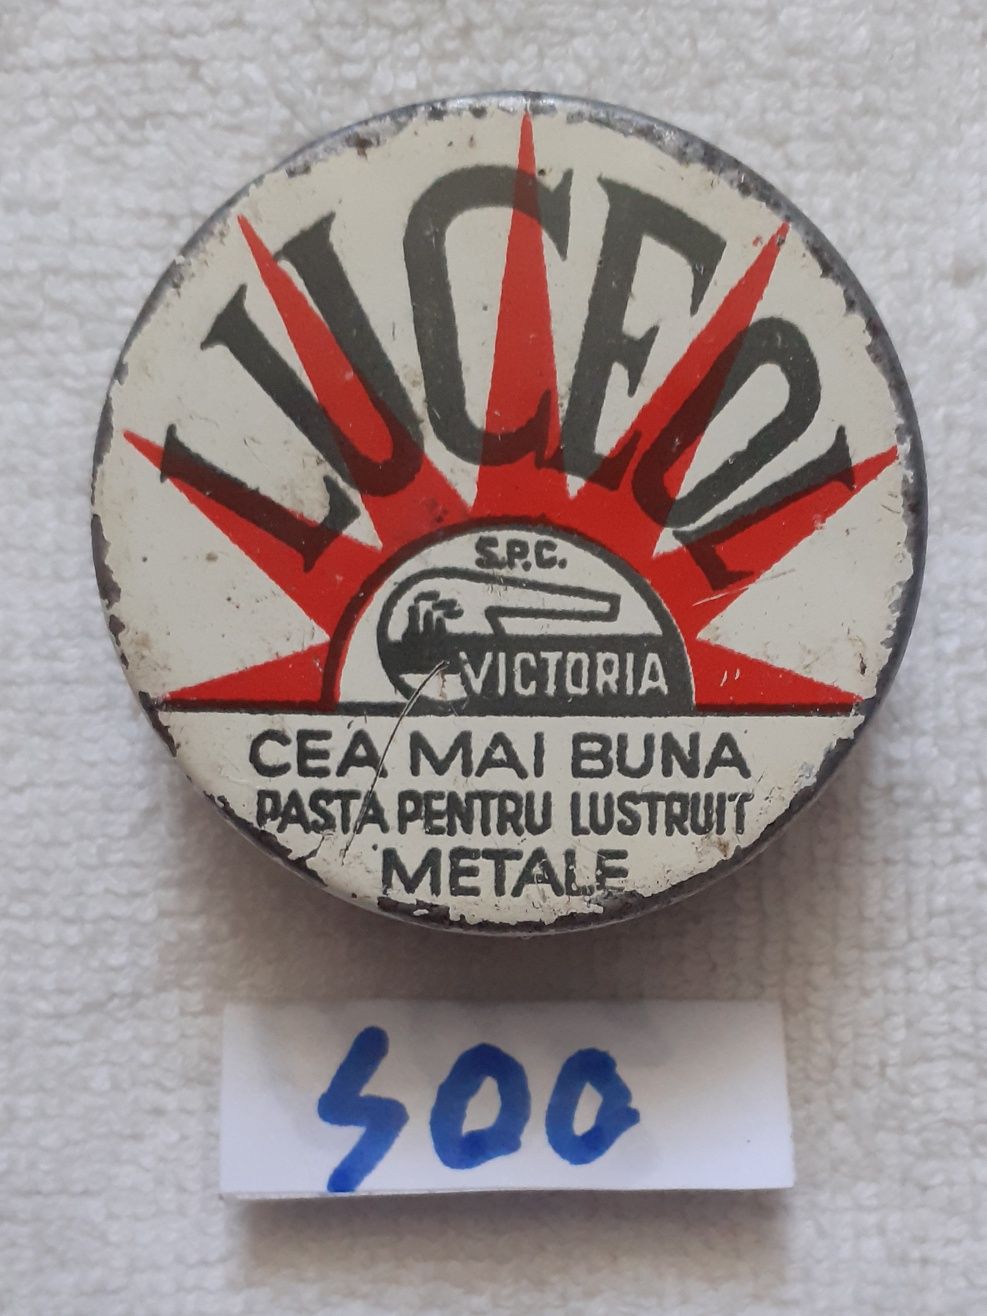 LUCEOL
S.P.C.
VICTORIA
CEA MAI BUNA
PASTA PENTRU LUSTRUIT
METALE
500